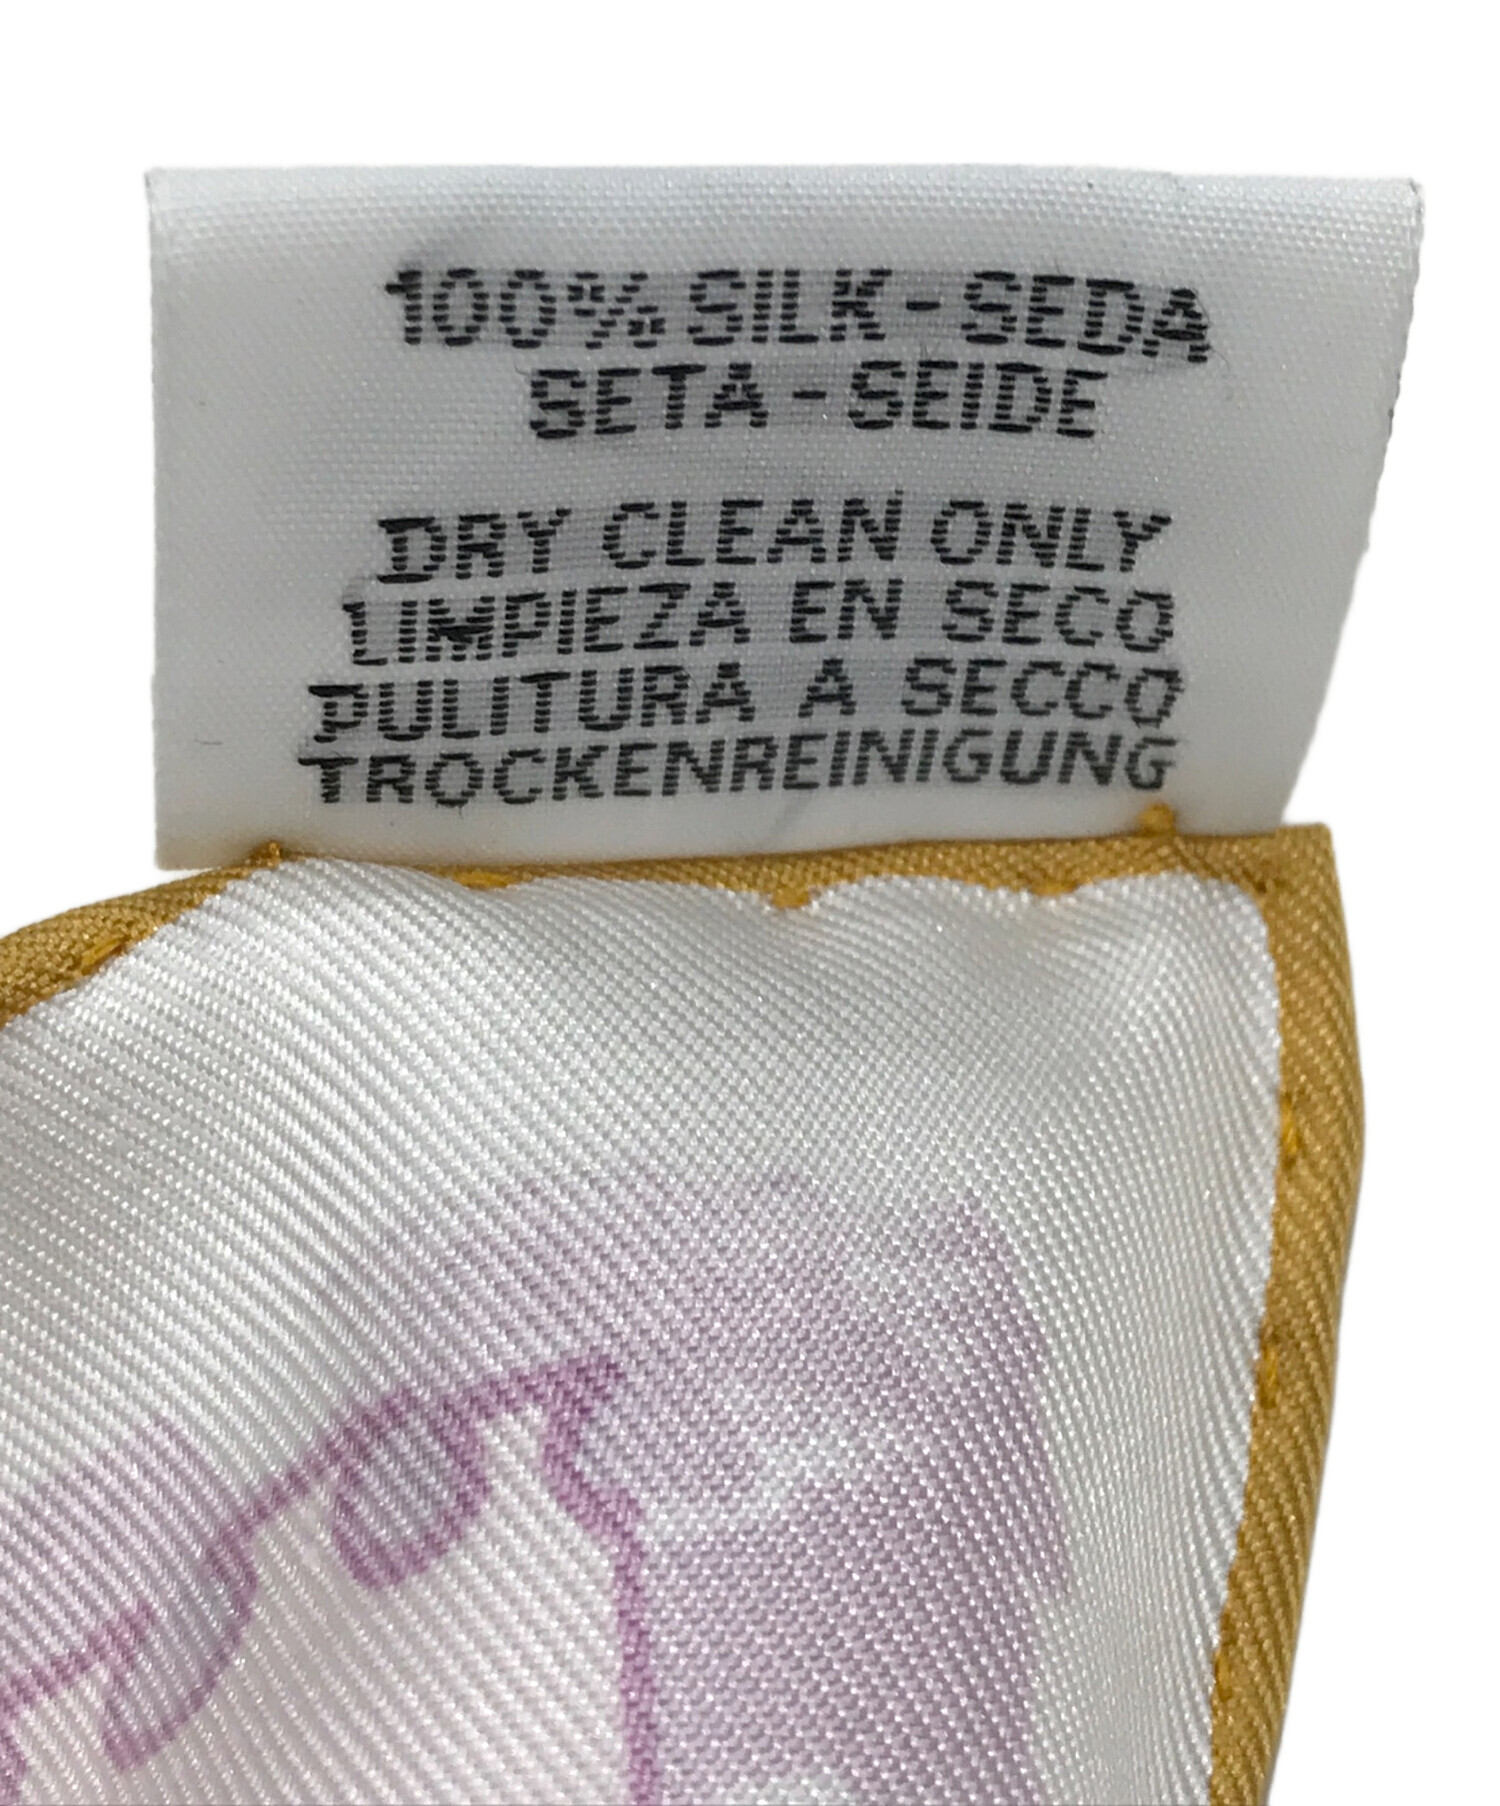 100% SILK - SEDA
SETA - SEIDE
DRY CLEAN ONLY
LIMPIEZA EN SECO
PULITURA A SECCO
TROCKENREINIGUNG